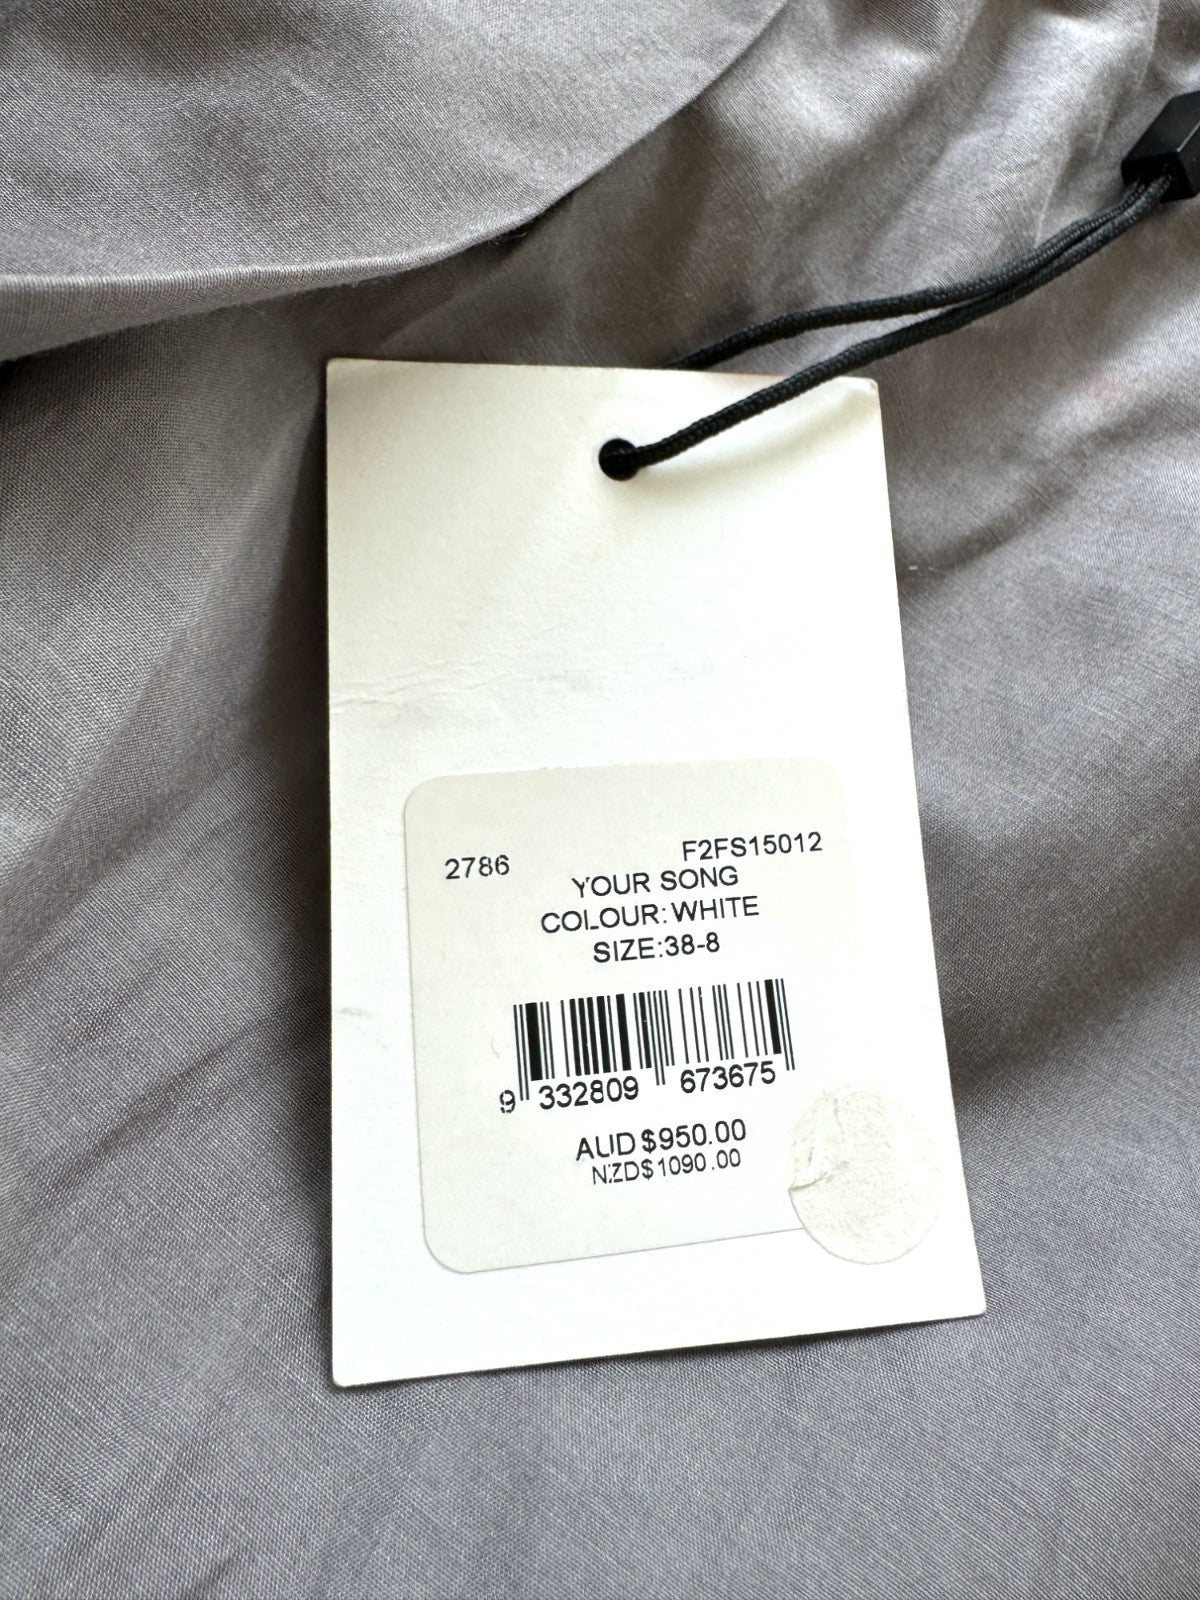 2786 F2FS15012
YOUR SONG
COLOUR:WHITE
SIZE:38-8
9 332809 673675
AUD $950.00
NZD$1090.00